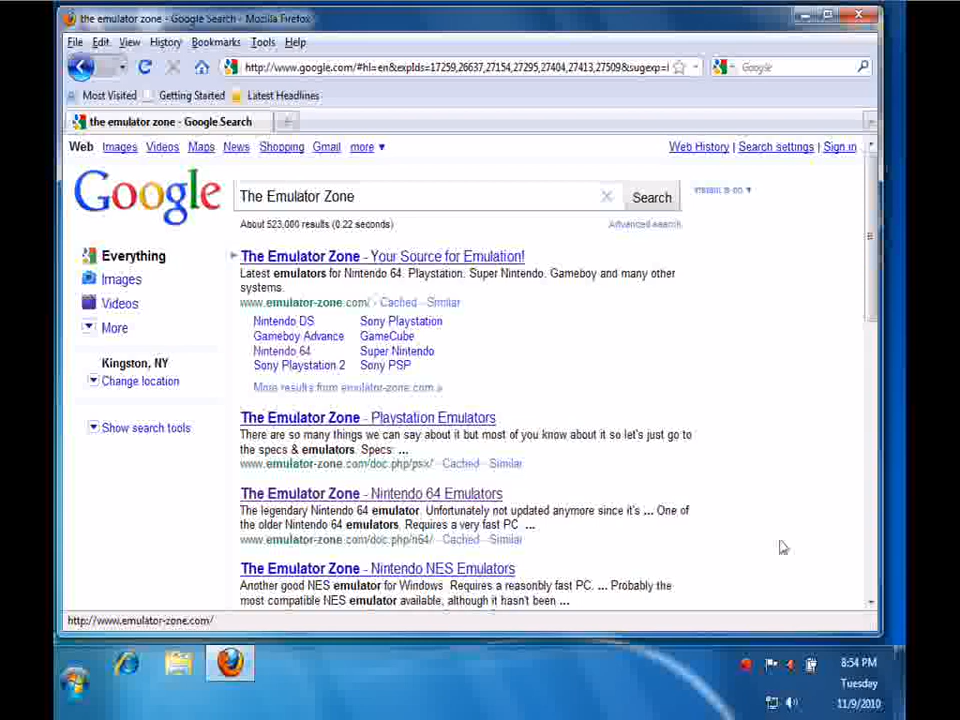 the emulator zone - Google Search - Mozilla Firefox
File Edit View History Bookmarks Tools Help
http://www.google.com/#hl=en&expIds=17259,26637,27154,27295,27404,27413,27509&sugexp=l
Google
Most Visited Getting Started Latest Headlines
the emulator zone - Google Search
Web Images Videos Maps News Shopping Gmail more ▼
Web History | Search settings | Sign in
Google
The Emulator Zone
Search
About 523,000 results (0.22 seconds)
Advanced search
Everything
Images
Videos
More
Kingston, NY
Change location
Show search tools
The Emulator Zone - Your Source for Emulation!
Latest emulators for Nintendo 64, Playstation, Super Nintendo, Gameboy and many other
systems.
www.emulator-zone.com/ - Cached - Similar
Nintendo DS Sony Playstation
Gameboy Advance GameCube
Nintendo 64 Super Nintendo
Sony Playstation 2 Sony PSP
More results from emulator-zone.com »
The Emulator Zone - Playstation Emulators
There are so many things we can say about it but most of you know about it so let's just go to
the specs & emulators. Specs: ...
www.emulator-zone.com/doc.php/psx/ - Cached - Similar
The Emulator Zone - Nintendo 64 Emulators
The legendary Nintendo 64 emulator. Unfortunately not updated anymore since it's ... One of
the older Nintendo 64 emulators. Requires a very fast PC ...
www.emulator-zone.com/doc.php/n64/ - Cached - Similar
The Emulator Zone - Nintendo NES Emulators
Another good NES emulator for Windows. Requires a reasonbly fast PC. ... Probably the
most compatible NES emulator available, although it hasn't been ...
http://www.emulator-zone.com/
8:54 PM
Tuesday
11/9/2010